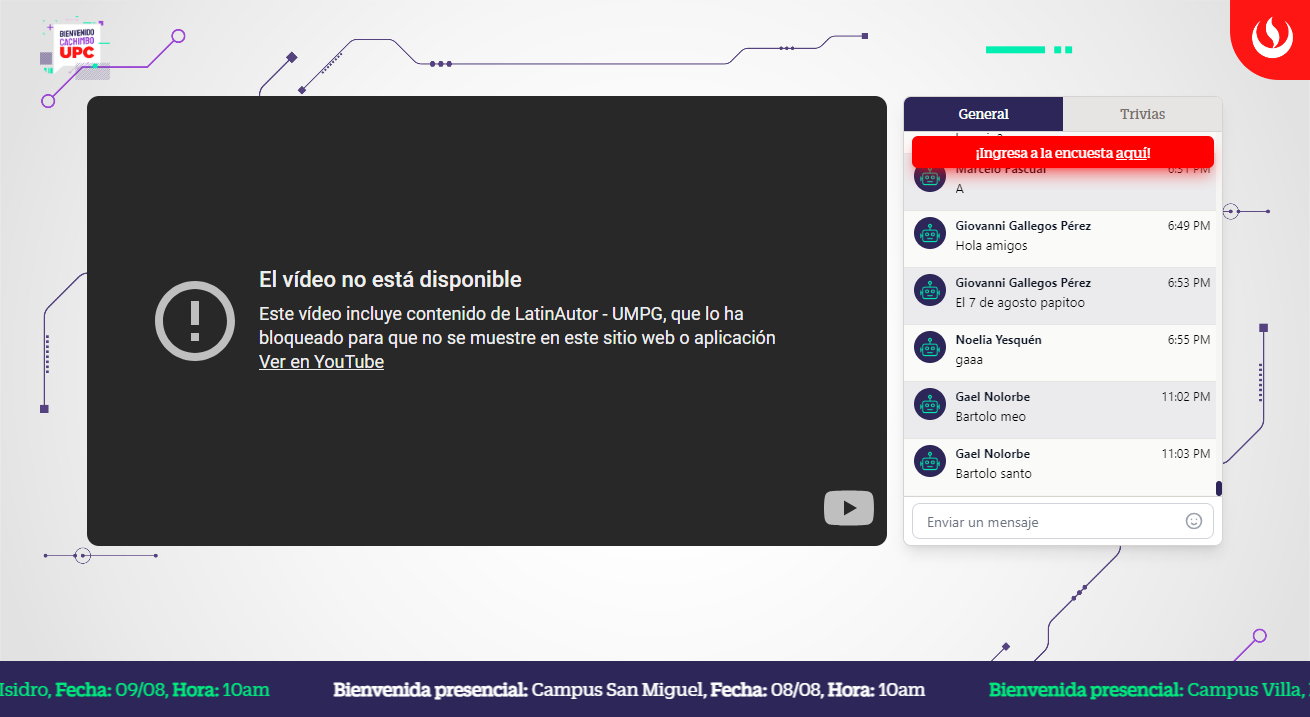 BIENVENIDO
CACHIMBO
UPC
El vídeo no está disponible
Este vídeo incluye contenido de LatinAutor - UMPG, que lo ha
bloqueado para que no se muestre en este sitio web o aplicación
Ver en YouTube
General
Trivias
¡Ingresa a la encuesta aquí!
Marcelo Pascual
6:51 PM
A
Giovanni Gallegos Pérez
6:49 PM
Hola amigos
Giovanni Gallegos Pérez
6:53 PM
El 7 de agosto papitoo
Noelia Yesquén
6:55 PM
gaaa
Gael Nolorbe
11:02 PM
Bartolo meo
Gael Nolorbe
11:03 PM
Bartolo santo
Enviar un mensaje
Isidro, Fecha: 09/08, Hora: 10am
Bienvenida presencial: Campus San Miguel, Fecha: 08/08, Hora: 10am
Bienvenida presencial: Campus Villa,